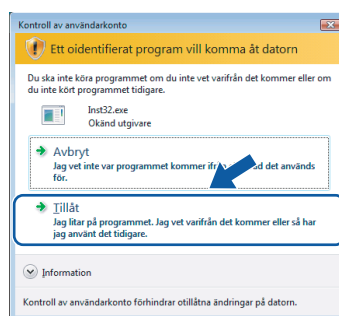 Kontroll av användarkonto
Ett oidentifierat program vill komma åt datorn
Du ska inte köra programmet om du inte vet varifrån det kommer eller om
du inte kört programmet tidigare.
Inst32.exe
Okänd utgivare
Avbryt
Jag vet inte var programmet kommer ifrån det används
för.
Tillåt
Jag litar på programmet. Jag vet varifrån det kommer eller så har
jag använt det tidigare.
Information
Kontroll av användarkonto förhindrar otillåtna ändringar på datorn.